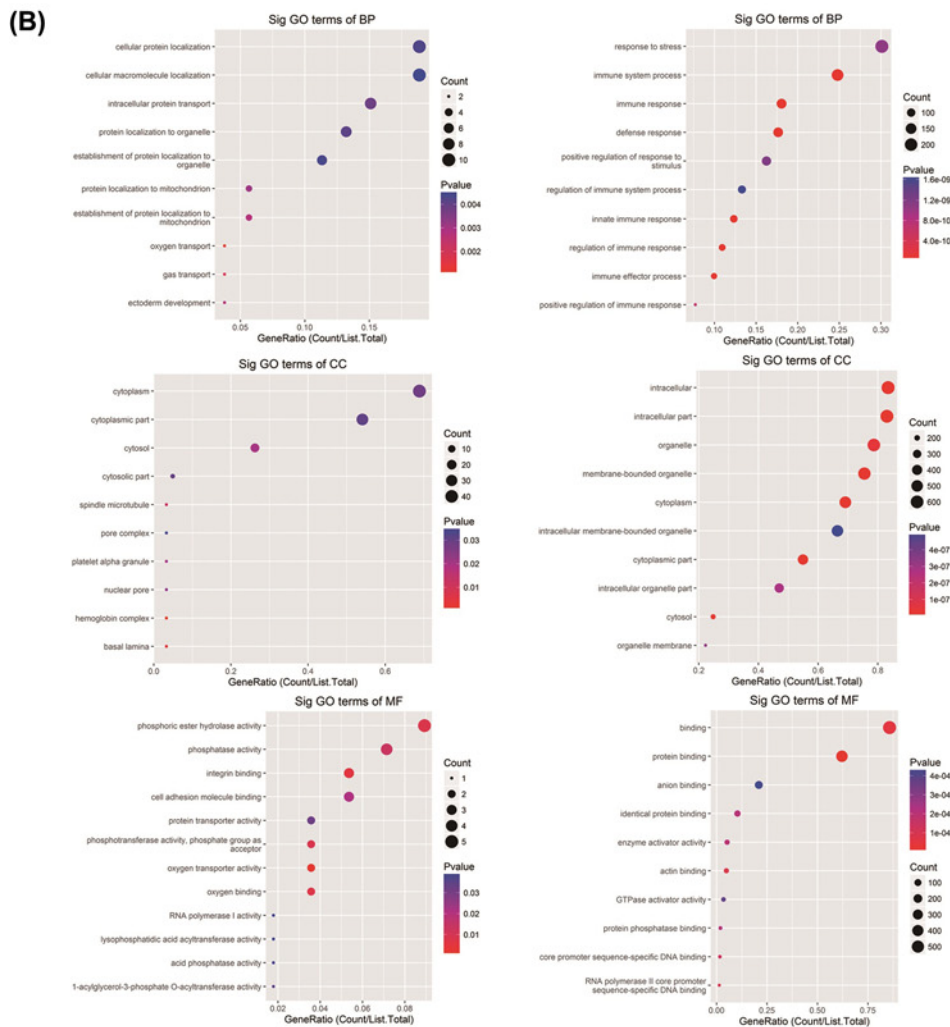 (B)
Sig GO terms of BP
cellular protein localization
cellular macromolecule localization
intracellular protein transport
protein localization to organelle
establishment of protein localization to
organelle
protein localization to mitochondrion
establishment of protein localization to
mitochondrion
oxygen transport
gas transport
ectoderm development
0.05
0.10
0.15
GeneRatio (Count/List.Total)
Count
2
4
6
8
10
Pvalue
0.004
0.003
0.002
Sig GO terms of BP
response to stress
immune system process
immune response
defense response
positive regulation of response to
stimulus
regulation of immune system process
innate immune response
regulation of immune response
immune effector process
positive regulation of immune response
0.10
0.15
0.20
0.25
0.30
GeneRatio (Count/List.Total)
Count
100
150
200
Pvalue
1.6e-09
1.2e-09
8.0e-10
4.0e-10
Sig GO terms of CC
cytoplasm
cytoplasmic part
cytosol
cytosolic part
spindle microtubule
pore complex
platelet alpha granule
nuclear pore
hemoglobin complex
basal lamina
0.0
0.2
0.4
0.6
GeneRatio (Count/List.Total)
Count
10
20
30
40
Pvalue
0.03
0.02
0.01
Sig GO terms of CC
intracellular
intracellular part
organelle
membrane-bounded organelle
cytoplasm
intracellular membrane-bounded organelle
cytoplasmic part
intracellular organelle part
cytosol
organelle membrane
0.2
0.4
0.6
0.8
GeneRatio (Count/List.Total)
Count
200
300
400
500
600
Pvalue
4e-07
3e-07
2e-07
1e-07
Sig GO terms of MF
phosphoric ester hydrolase activity
phosphatase activity
integrin binding
cell adhesion molecule binding
protein transporter activity
phosphotransferase activity, phosphate group as
acceptor
oxygen transporter activity
oxygen binding
RNA polymerase I activity
lysophosphatidic acid acyltransferase activity
acid phosphatase activity
1-acylglycerol-3-phosphate O-acyltransferase activity
0.02
0.04
0.06
0.08
GeneRatio (Count/List.Total)
Count
1
2
3
4
5
Pvalue
0.03
0.02
0.01
Sig GO terms of MF
binding
protein binding
anion binding
identical protein binding
enzyme activator activity
actin binding
GTPase activator activity
protein phosphatase binding
core promoter sequence-specific DNA binding
RNA polymerase II core promoter
sequence-specific DNA binding
0.00
0.25
0.50
0.75
GeneRatio (Count/List.Total)
Pvalue
4e-04
3e-04
2e-04
1e-04
Count
100
200
300
400
500